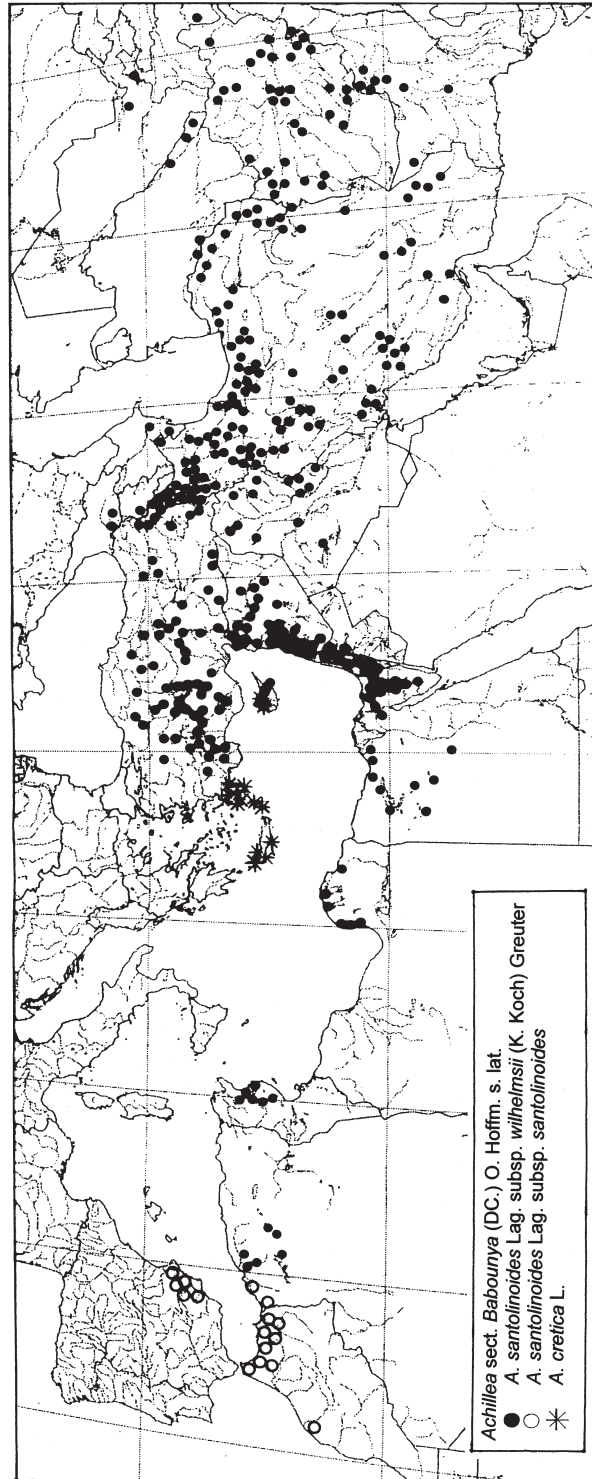 Achillea sect. Babounya (DC.) O. Hoffm. s. lat.
A. santolinoides Lag. subsp. wilhelmsii (K. Koch) Greuter
A. santolinoides Lag. subsp. santolinoides
A. cretica L.